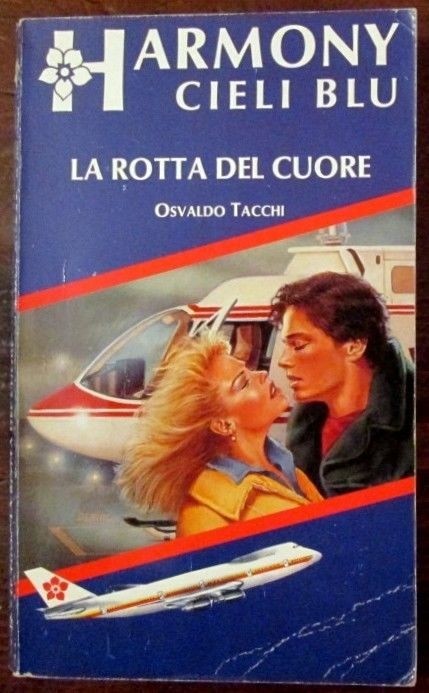 HARMONY
CIELI BLU
LA ROTTA DEL CUORE
OSVALDO TACCHI